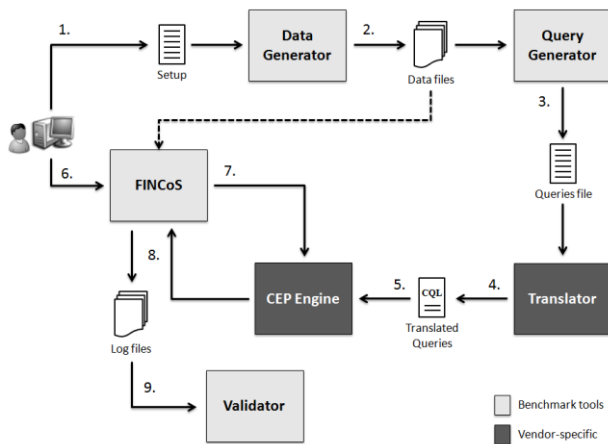 1.
Setup
Data
Generator
2.
Data files
Query
Generator
3.
Queries file
6.
FINCoS
7.
8.
CEP Engine
5.
CQL
Translated
Queries
4.
Translator
Log files
9.
Validator
Benchmark tools
Vendor-specific